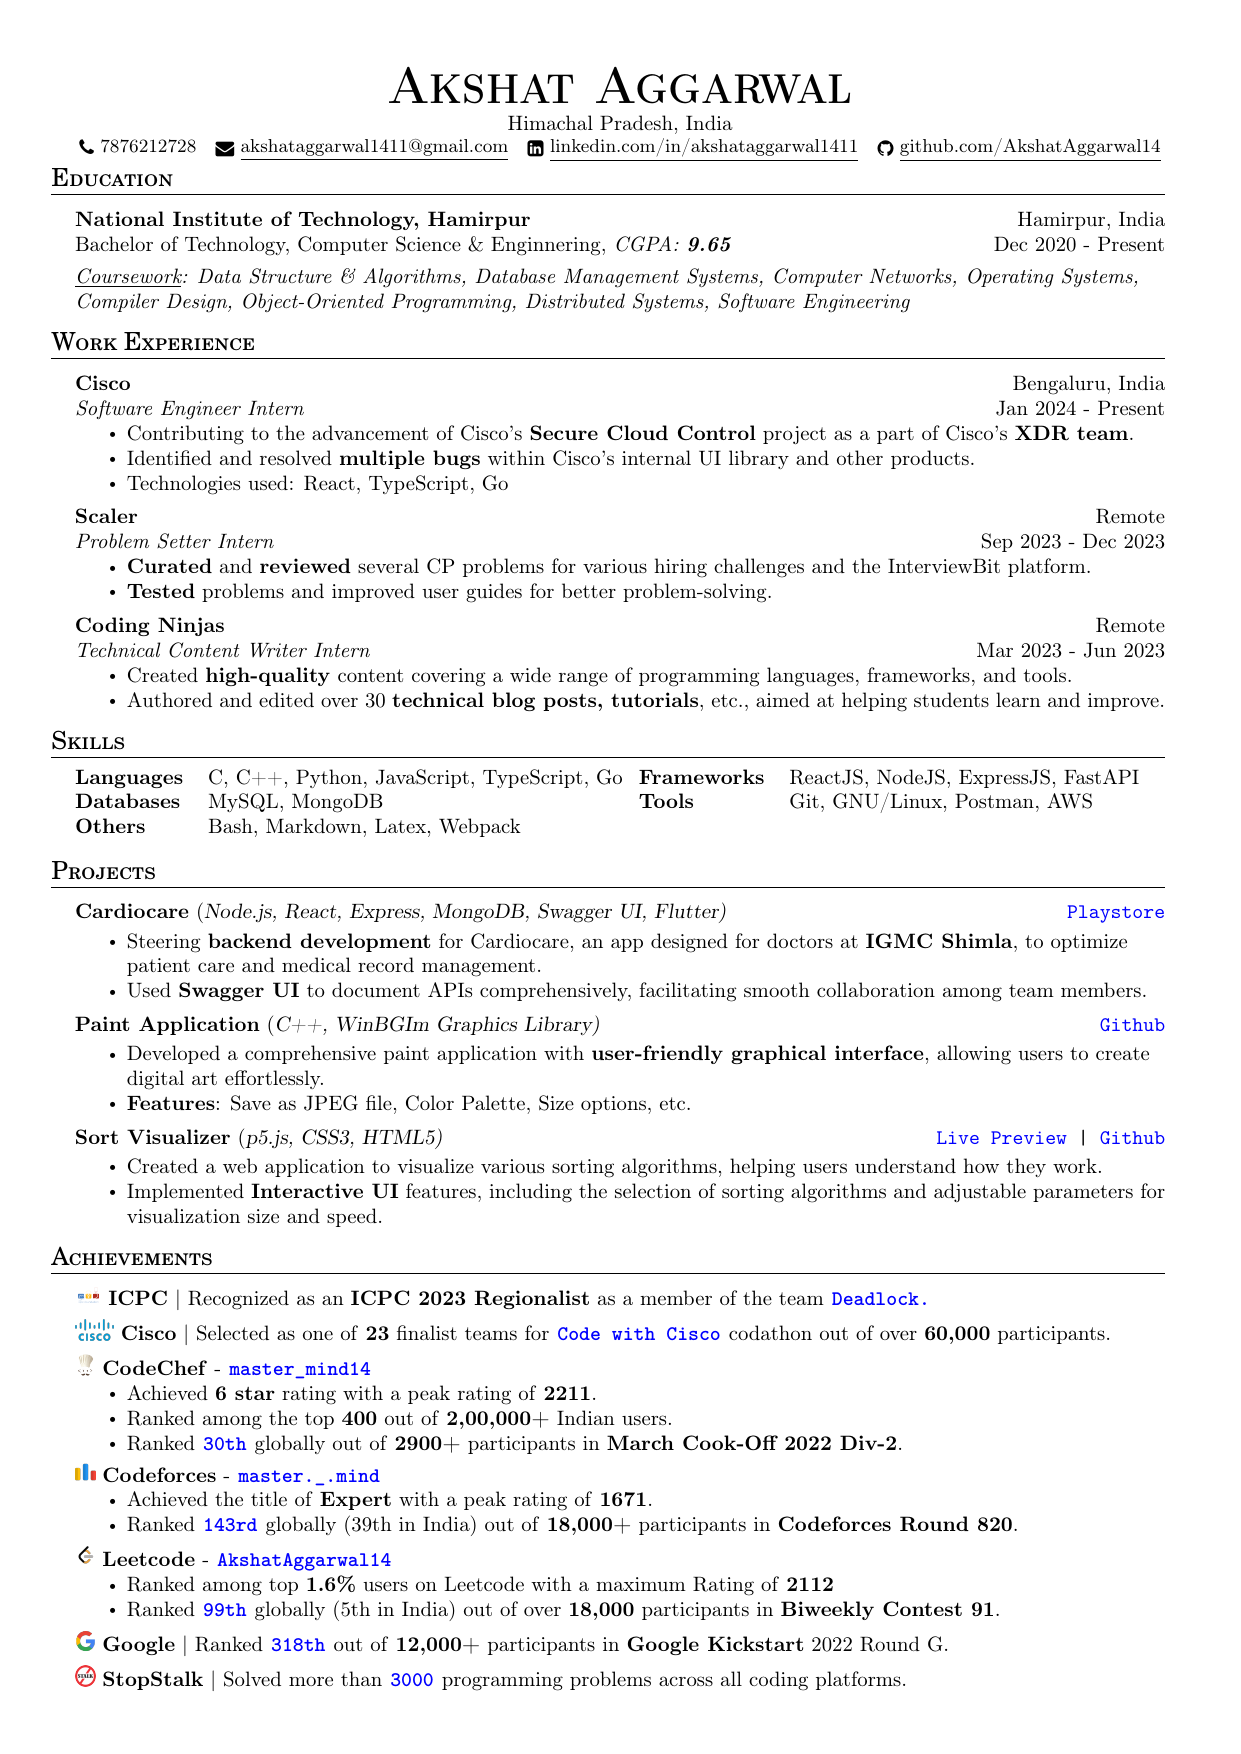 Akshat Aggarwal
Himachal Pradesh, India
7876212728 akshataggarwal1411@gmail.com linkedin.com/in/akshataggarwal1411 github.com/AkshatAggarwal14
Education
National Institute of Technology, Hamirpur Hamirpur, India
Bachelor of Technology, Computer Science & Enginnering, CGPA: 9.65 Dec 2020 - Present
Coursework: Data Structure & Algorithms, Database Management Systems, Computer Networks, Operating Systems,
Compiler Design, Object-Oriented Programming, Distributed Systems, Software Engineering
Work Experience
Cisco Bengaluru, India
Software Engineer Intern Jan 2024 - Present
• Contributing to the advancement of Cisco's Secure Cloud Control project as a part of Cisco's XDR team.
• Identified and resolved multiple bugs within Cisco's internal UI library and other products.
• Technologies used: React, TypeScript, Go
Scaler Remote
Problem Setter Intern Sep 2023 - Dec 2023
• Curated and reviewed several CP problems for various hiring challenges and the InterviewBit platform.
• Tested problems and improved user guides for better problem-solving.
Coding Ninjas Remote
Technical Content Writer Intern Mar 2023 - Jun 2023
• Created high-quality content covering a wide range of programming languages, frameworks, and tools.
• Authored and edited over 30 technical blog posts, tutorials, etc., aimed at helping students learn and improve.
Skills
Languages C, C++, Python, JavaScript, TypeScript, Go Frameworks ReactJS, NodeJS, ExpressJS, FastAPI
Databases MySQL, MongoDB Tools Git, GNU/Linux, Postman, AWS
Others Bash, Markdown, Latex, Webpack
Projects
Cardiocare (Node.js, React, Express, MongoDB, Swagger UI, Flutter) Playstore
• Steering backend development for Cardiocare, an app designed for doctors at IGMC Shimla, to optimize
patient care and medical record management.
• Used Swagger UI to document APIs comprehensively, facilitating smooth collaboration among team members.
Paint Application (C++, WinBGIm Graphics Library) Github
• Developed a comprehensive paint application with user-friendly graphical interface, allowing users to create
digital art effortlessly.
• Features: Save as JPEG file, Color Palette, Size options, etc.
Sort Visualizer (p5.js, CSS3, HTML5) Live Preview | Github
• Created a web application to visualize various sorting algorithms, helping users understand how they work.
• Implemented Interactive UI features, including the selection of sorting algorithms and adjustable parameters for
visualization size and speed.
Achievements
ICPC | Recognized as an ICPC 2023 Regionalist as a member of the team Deadlock.
CISCO Cisco | Selected as one of 23 finalist teams for Code with Cisco codathon out of over 60,000 participants.
CodeChef - master_mind14
• Achieved 6 star rating with a peak rating of 2211.
• Ranked among the top 400 out of 2,00,000+ Indian users.
• Ranked 30th globally out of 2900+ participants in March Cook-Off 2022 Div-2.
Codeforces - master._.mind
• Achieved the title of Expert with a peak rating of 1671.
• Ranked 143rd globally (39th in India) out of 18,000+ participants in Codeforces Round 820.
Leetcode - AkshatAggarwal14
• Ranked among top 1.6% users on Leetcode with a maximum Rating of 2112
• Ranked 99th globally (5th in India) out of over 18,000 participants in Biweekly Contest 91.
Google | Ranked 318th out of 12,000+ participants in Google Kickstart 2022 Round G.
StopStalk | Solved more than 3000 programming problems across all coding platforms.